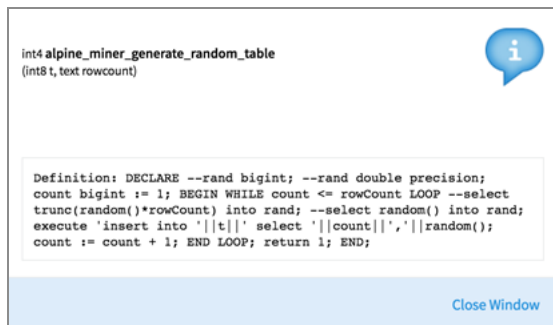 int4 alpine_miner_generate_random_table
(int8 t, text rowcount)
i
Definition: DECLARE --rand bigint; --rand double precision;
count bigint := 1; BEGIN WHILE count <= rowCount LOOP --select
trunc(random()*rowCount) into rand; --select random() into rand;
execute 'insert into '||t||' select '||count||','||random();
count := count + 1; END LOOP; return 1; END;
Close Window